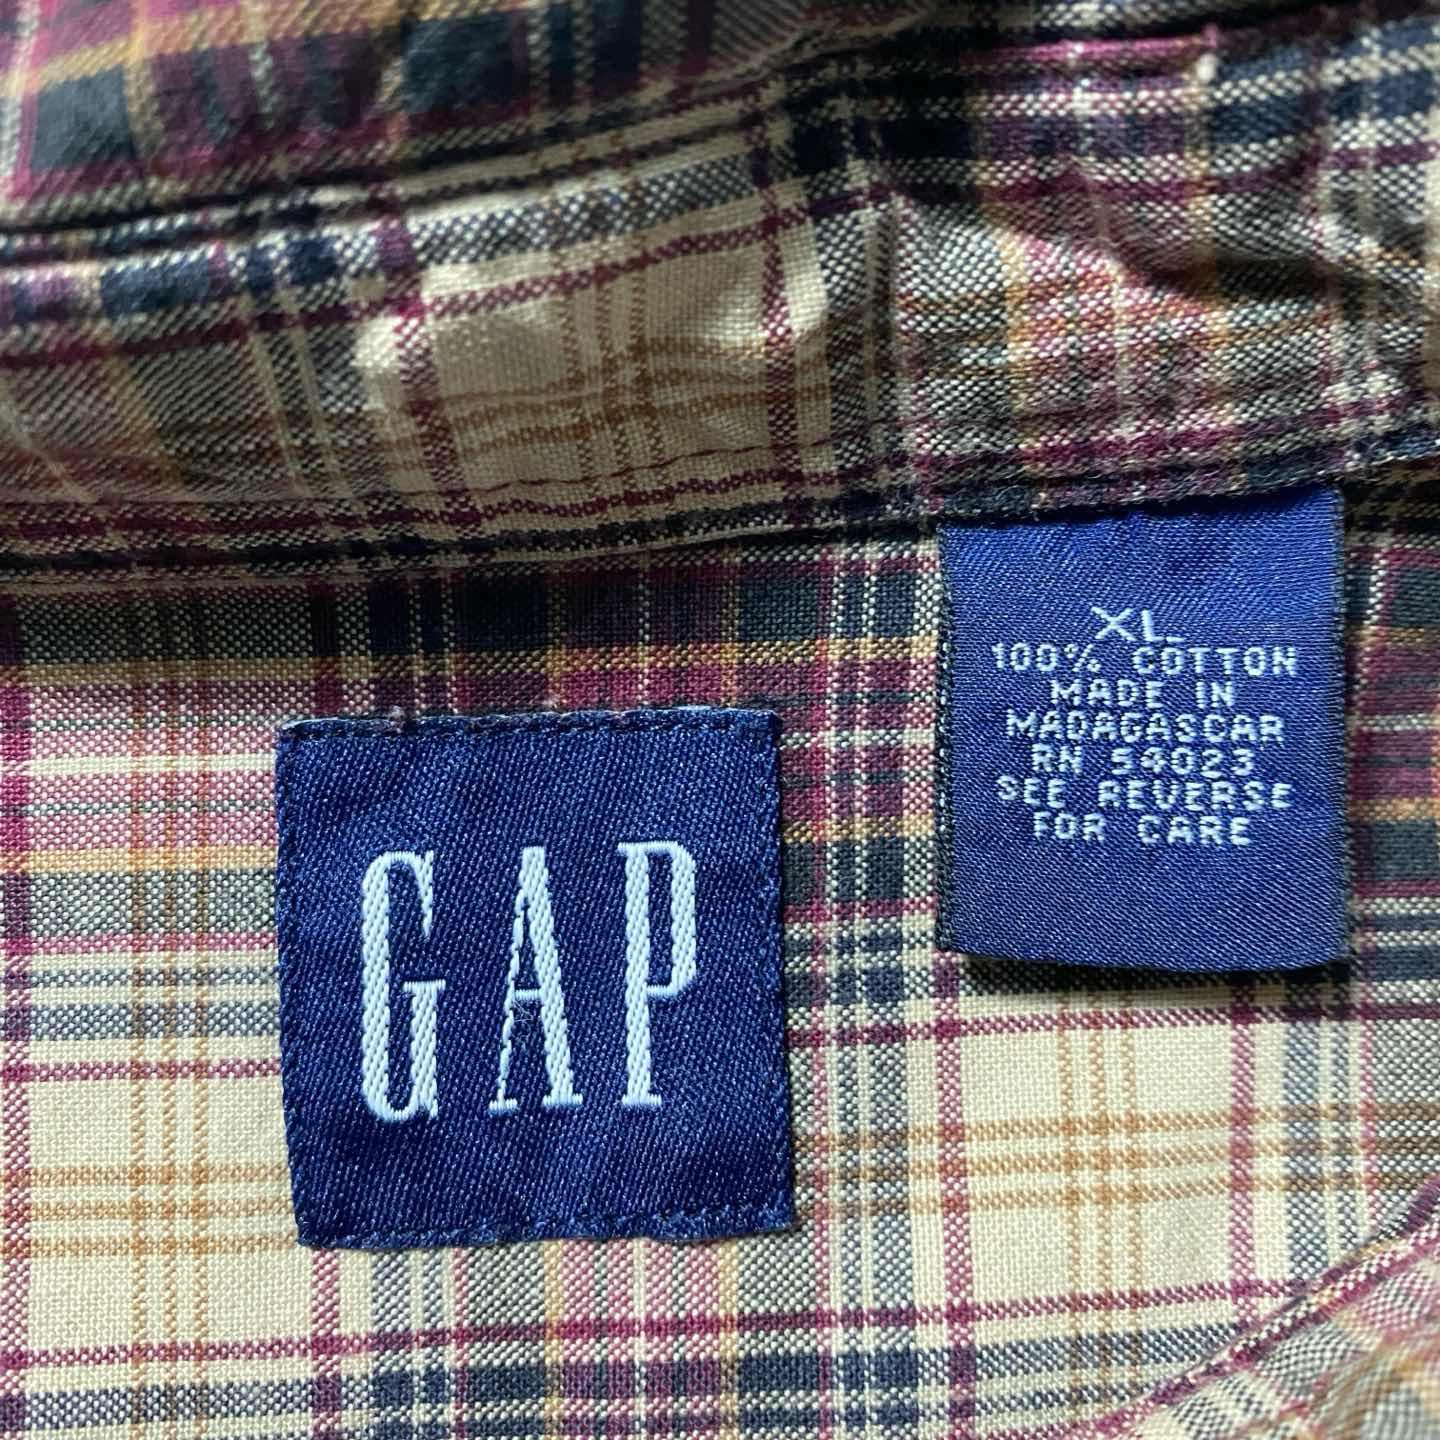 XL.
100% COTTON
MADE IN
MADAGASCAR
RN 54023
SEE REVERSE
FOR CARE
GAP